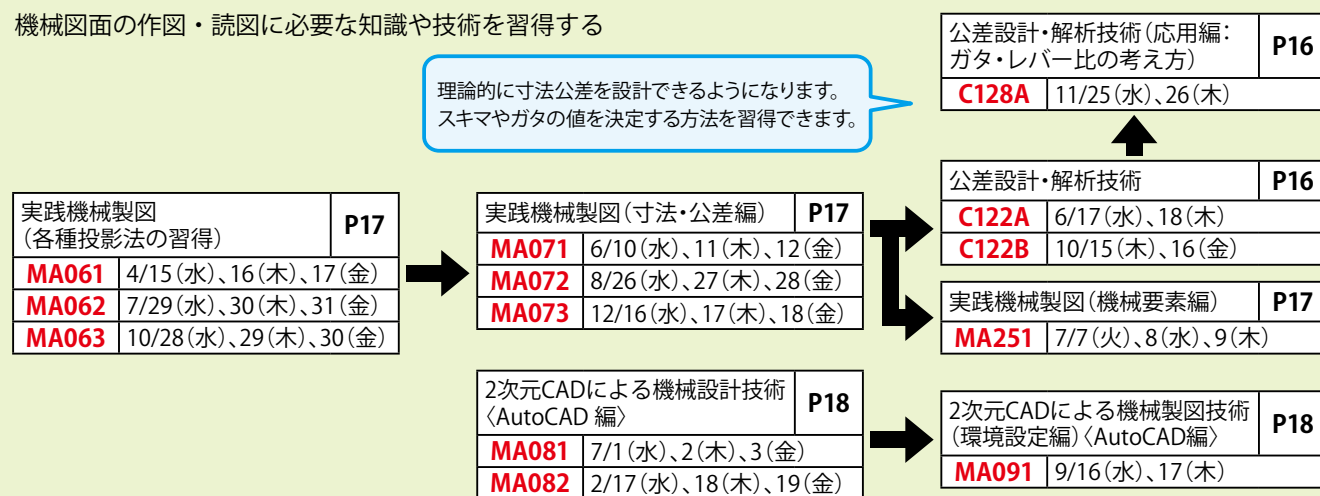 機械図面の作図・読図に必要な知識や技術を習得する
理論的に寸法公差を設計できるようになります。
スキマやガタの値を決定する方法を習得できます。
公差設計・解析技術(応用編:
ガタ・レバー比の考え方)
P16
C128A 11/25(水)、26(木)
実践機械製図
(各種投影法の習得)
P17
MA061 4/15(水)、16(木)、17(金)
MA062 7/29(水)、30(木)、31(金)
MA063 10/28(水)、29(木)、30(金)
実践機械製図(寸法・公差編) P17
MA071 6/10(水)、11(木)、12(金)
MA072 8/26(水)、27(木)、28(金)
MA073 12/16(水)、17(木)、18(金)
公差設計・解析技術 P16
C122A 6/17(水)、18(木)
C122B 10/15(木)、16(金)
実践機械製図(機械要素編) P17
MA251 7/7(火)、8(水)、9(木)
2次元CADによる機械設計技術
〈AutoCAD 編〉
P18
MA081 7/1(水)、2(木)、3(金)
MA082 2/17(水)、18(木)、19(金)
2次元CADによる機械製図技術
(環境設定編)〈AutoCAD編〉
P18
MA091 9/16(水)、17(木)